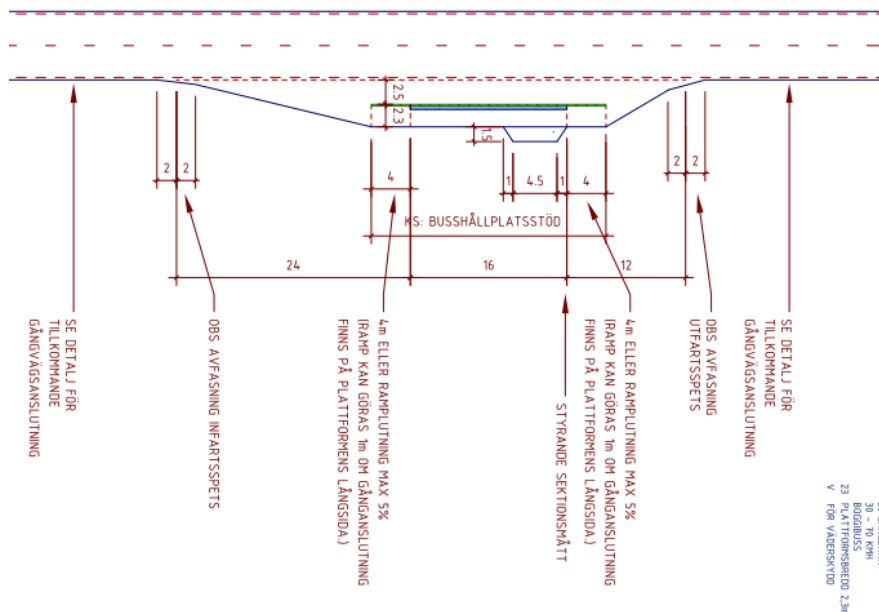 2.5
2.3
1.5
2
2
4
1
4.5
1
4
2
2
KS: BUSSHÅLLPLATSSTÖD
24
16
12
SE DETALJ FÖR
TILLKOMMANDE
GÅNGVÄGSANSLUTNING
OBS AVFASNING INFARTSSPETS
4m ELLER RAMPLUTNING MAX 5%
(RAMP KAN GÖRAS 1m OM GÅNGANSLUTNING
FINNS PÅ PLATTFORMENS LÅNGSIDA.)
STYRANDE SEKTIONSMÅTT
4m ELLER RAMPLUTNING MAX 5%
(RAMP KAN GÖRAS 1m OM GÅNGANSLUTNING
FINNS PÅ PLATTFORMENS LÅNGSIDA.)
OBS AVFASNING
UTFARTSSPETS
SE DETALJ FÖR
TILLKOMMANDE
GÅNGVÄGSANSLUTNING
30 - 70 KMH
BOGGIBUSS
23 PLATTFORMSBREDD 2,3m
V FÖR VÄDERSKYDD